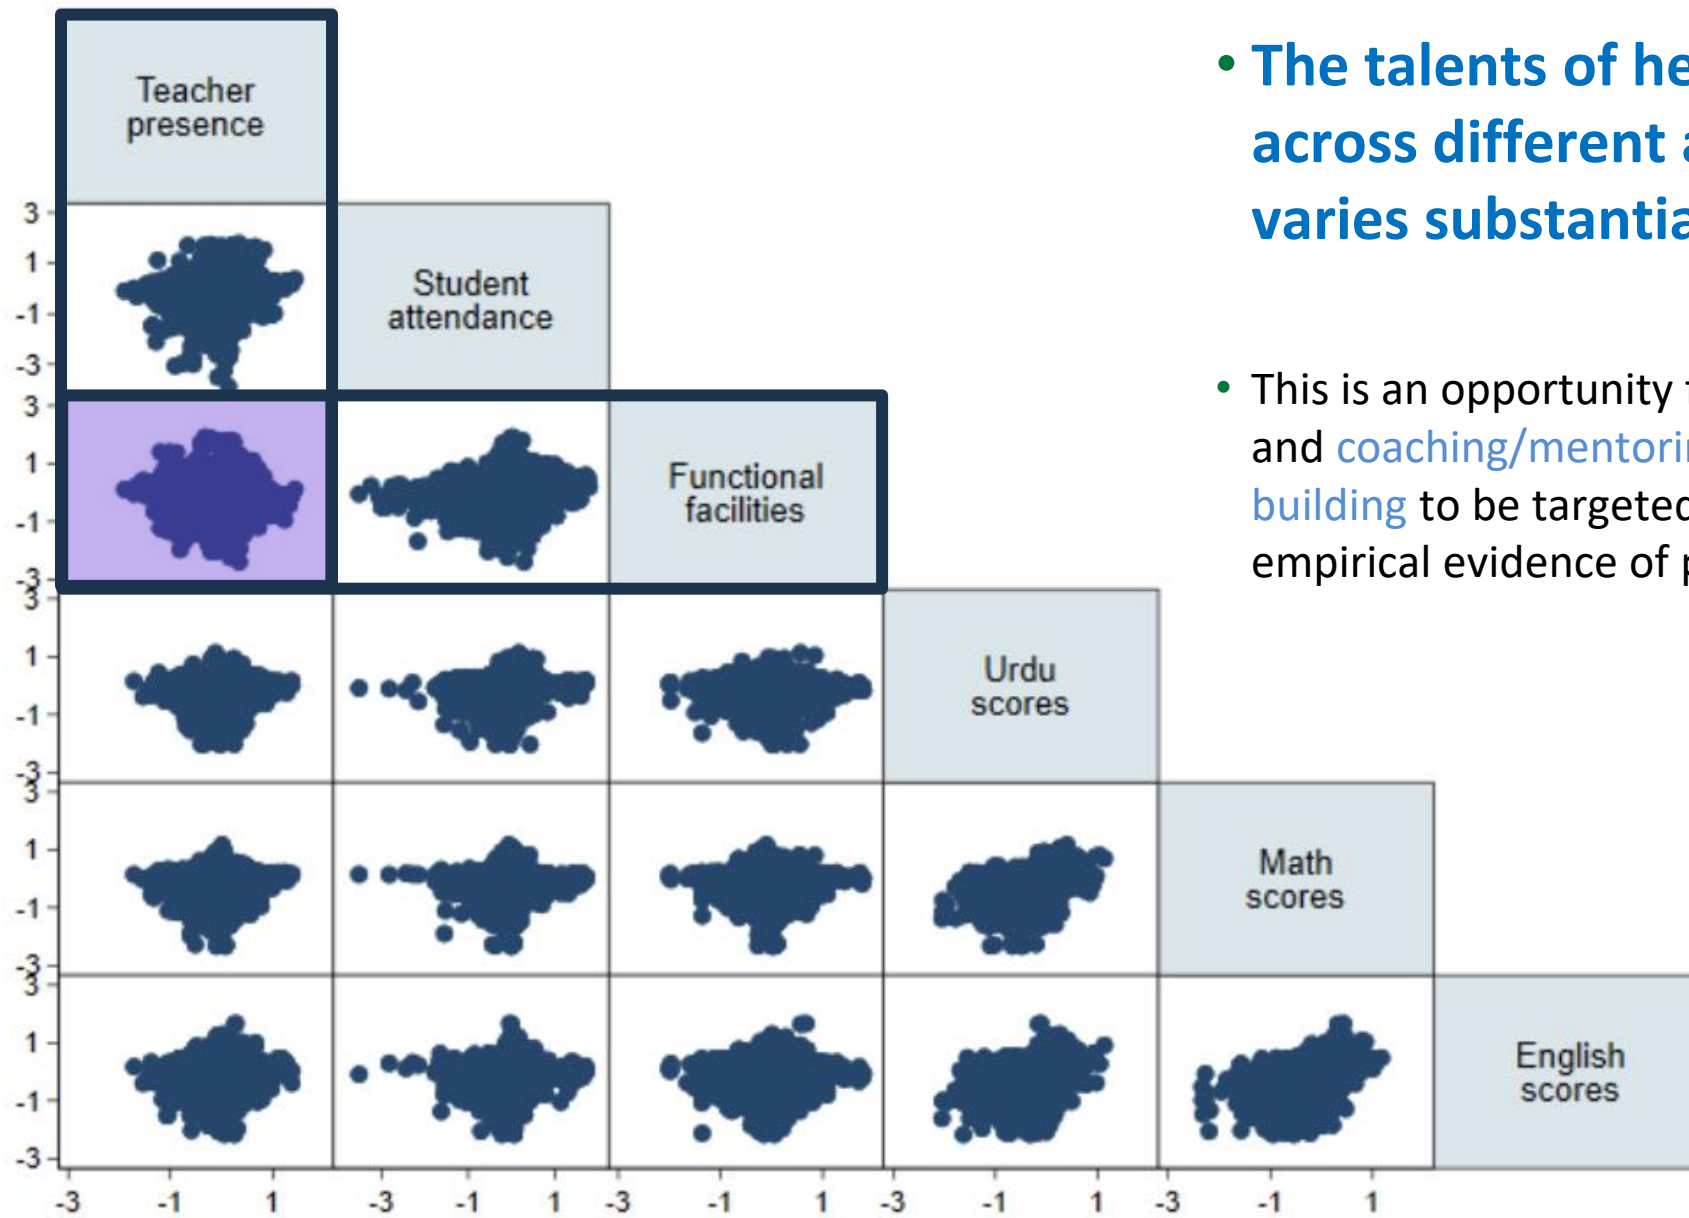 Teacher
presence
3
1
-1
-3
Student
attendance
3
1
-1
-3
Functional
facilities
3
1
-1
-3
Urdu
scores
3
1
-1
-3
Math
scores
3
1
-1
-3
English
scores
-3 -1 1 -3 -1 1 -3 -1 1 -3 -1 1 -3 -1 1
• The talents of he
across different
varies substantia
• This is an opportunity
and coaching/mentorin
building to be targeted
empirical evidence of